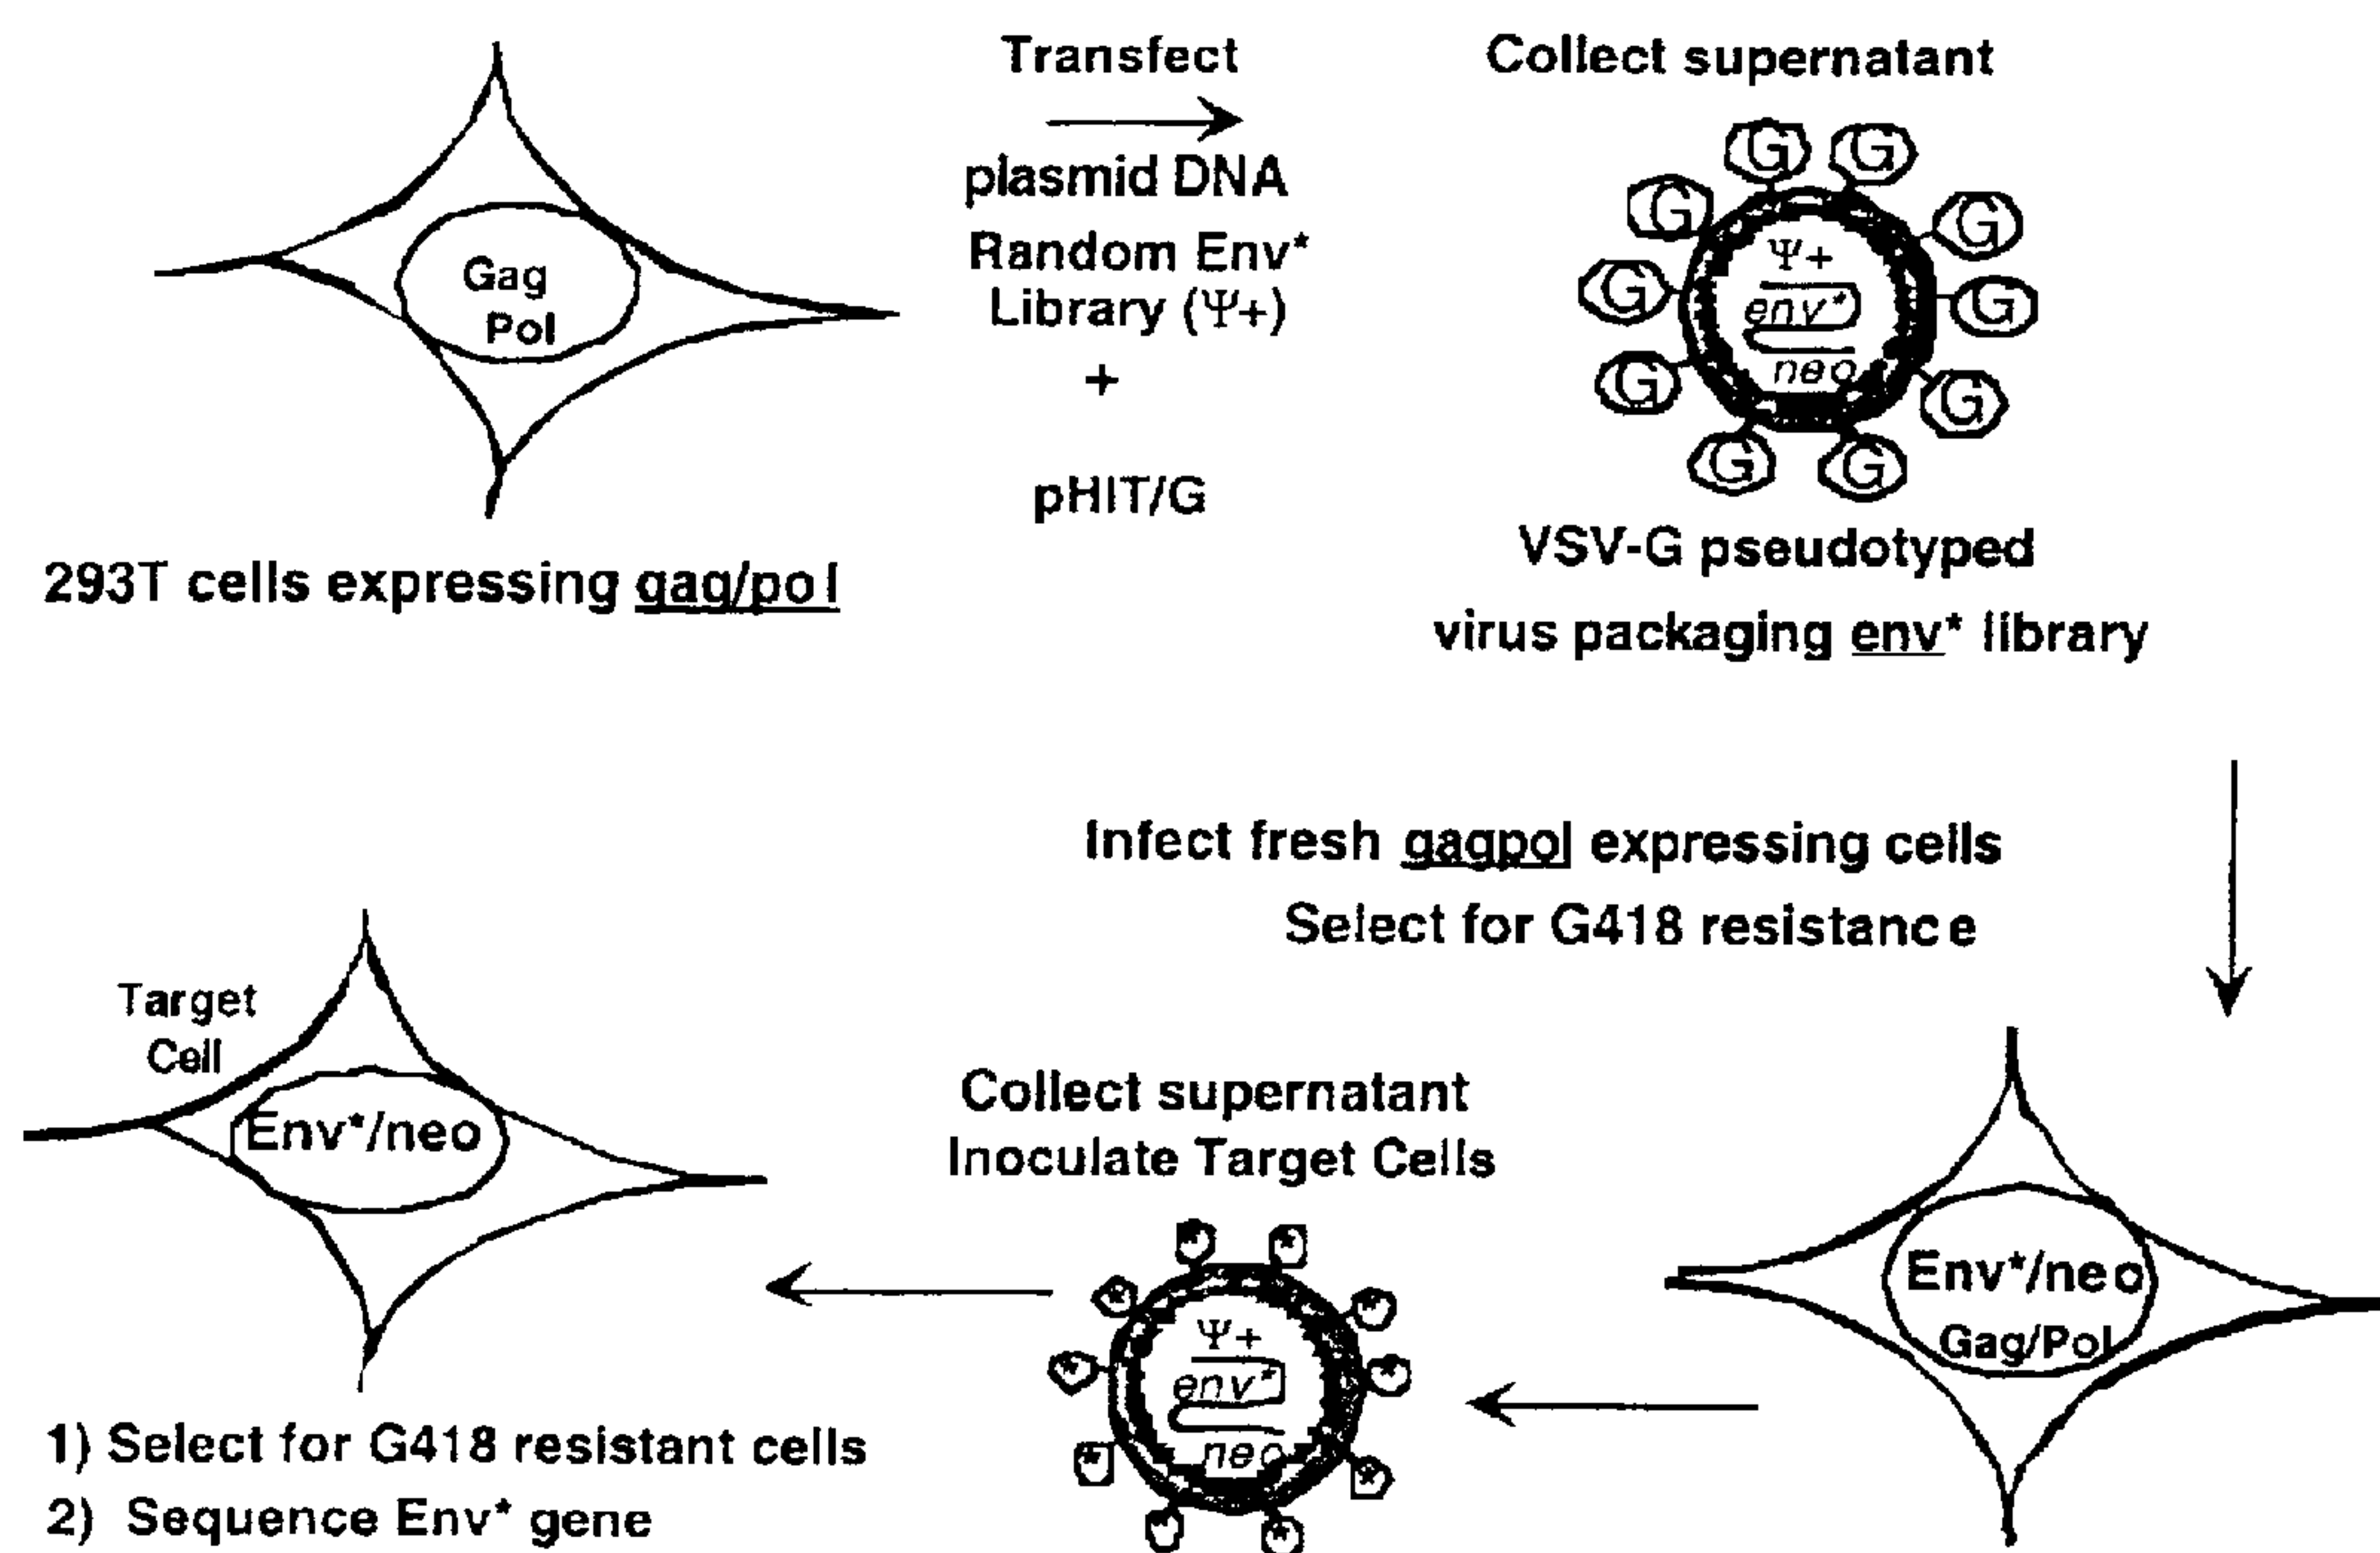 Transfect
plasmid DNA
Random Env*
Library (Ψ+)
+
pHIT/G
Gag
Pol
293T cells expressing gag/pol
Collect supernatant
G
G
G
G
G
G
G
G
G
G
Ψ+
env*
neo
VSV-G pseudotyped
virus packaging env* library
Infect fresh gagpol expressing cells
Select for G418 resistance
Env*/neo
Gag/Pol
Collect supernatant
Inoculate Target Cells
*
*
*
*
*
*
*
*
*
*
Ψ+
env*
neo
Target
Cell
Env*/neo
1) Select for G418 resistant cells
2) Sequence Env* gene